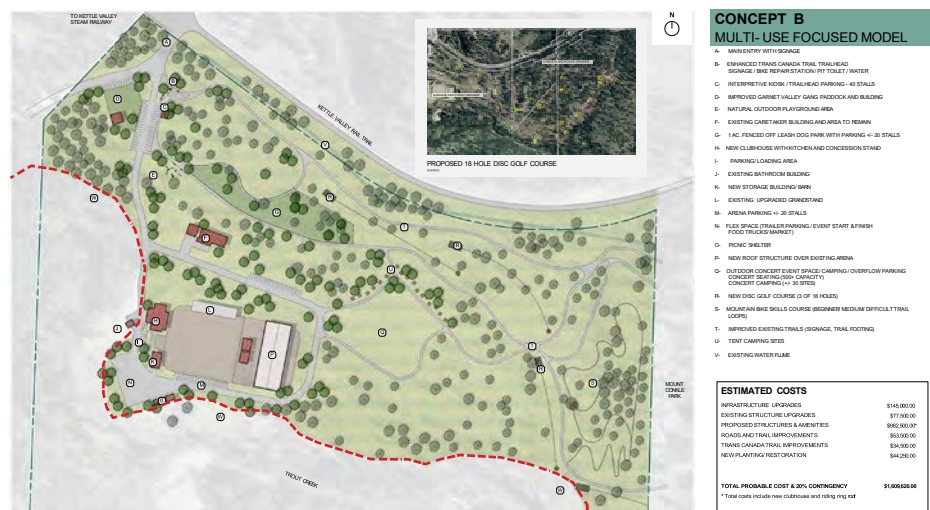 TO KETTLE VALLEY
STEAM RAILWAY
N
KETTLE VALLEY RAIL TRAIL
PROPOSED 18 HOLE DISC GOLF COURSE
MOUNT
CONKLE
PARK
TROUT CREEK
CONCEPT B
MULTI- USE FOCUSED MODEL
A- MAIN ENTRY WITH SIGNAGE
B- ENHANCED TRANS CANADA TRAIL TRAILHEAD
SIGNAGE / BIKE REPAIR STATION / PIT TOILET / WATER
C- INTERPRETIVE KIOSK / TRAILHEAD PARKING - 40 STALLS
D- IMPROVED GARNET VALLEY GANG PADDOCK AND BUILDING
E- NATURAL OUTDOOR PLAYGROUND AREA
F- EXISTING CARETAKER BUILDING AND AREA TO REMAIN
G- 1 AC. FENCED OFF LEASH DOG PARK WITH PARKING +/- 20 STALLS
H- NEW CLUBHOUSE WITH KITCHEN AND CONCESSION STAND
I- PARKING/ LOADING AREA
J- EXISTING BATHROOM BUILDING
K- NEW STORAGE BUILDING/ BARN
L- EXISTING UPGRADED GRANDSTAND
M- ARENA PARKING +/- 20 STALLS
N- FLEX SPACE (TRAILER PARKING / EVENT START & FINISH
FOOD TRUCKS/ MARKET)
O- PICNIC SHELTER
P- NEW ROOF STRUCTURE OVER EXISTING ARENA
Q- OUTDOOR CONCERT EVENT SPACE/ CAMPING / OVERFLOW PARKING
CONCERT SEATING (500+ CAPACITY)
CONCERT CAMPING (+/- 30 SITES)
R- NEW DISC GOLF COURSE (3 OF 18 HOLES)
S- MOUNTAIN BIKE SKILLS COURSE (BEGINNER/ MEDIUM/ DIFFICULT TRAIL
LOOPS)
T- IMPROVED EXISTING TRAILS (SIGNAGE, TRAIL FOOTING)
U- TENT CAMPING SITES
V- EXISTING WATER FLUME
ESTIMATED COSTS
INFRASTRUCTURE UPGRADES $145,000.00
EXISTING STRUCTURE UPGRADES $77,500.00
PROPOSED STRUCTURES & AMENITIES $982,500.00*
ROADS AND TRAIL IMPROVEMENTS $53,500.00
TRANS CANADA TRAIL IMPROVEMENTS $34,500.00
NEW PLANTING/ RESTORATION $44,250.00
TOTAL PROBABLE COST & 20% CONTINGENCY $1,609,620.00
* Total costs include new clubhouse and riding ring roof